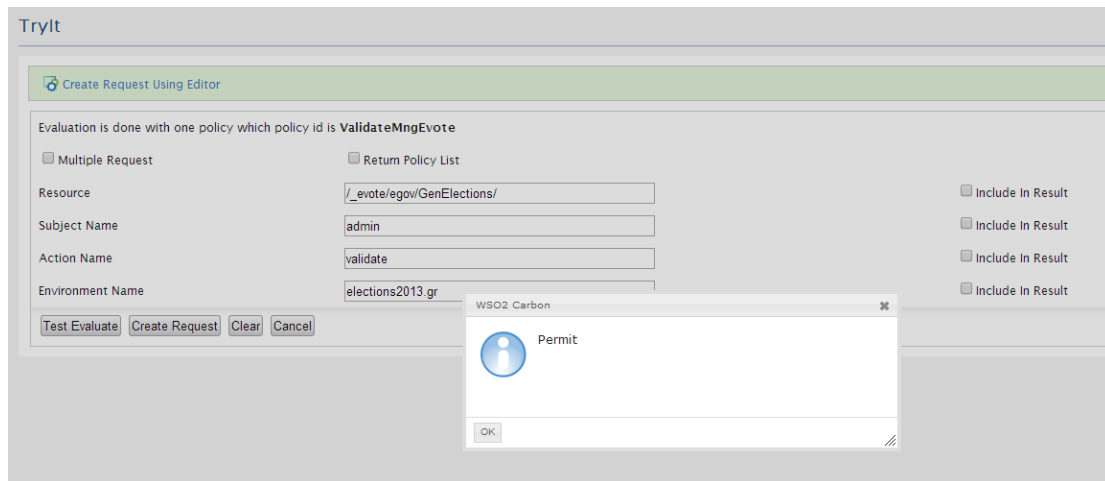 TryIt
Create Request Using Editor
Evaluation is done with one policy which policy id is ValidateMngEvote
Multiple Request Return Policy List
Resource /_evote/egov/GenElections/ Include In Result
Subject Name admin Include In Result
Action Name validate Include In Result
Environment Name elections2013.gr Include In Result
Test Evaluate Create Request Clear Cancel
WSO2 Carbon
Permit
OK